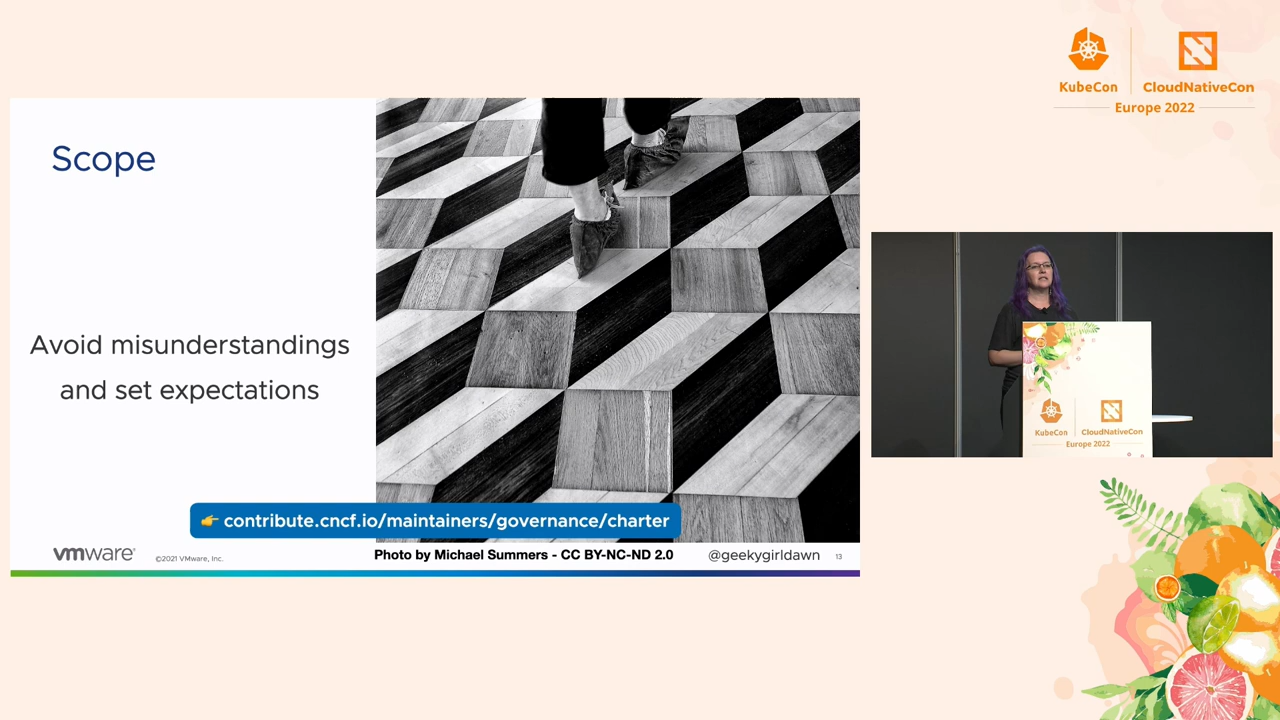 KubeCon
CloudNativeCon
Europe 2022
Scope
Avoid misunderstandings
and set expectations
contribute.cncf.io/maintainers/governance/charter
vmware®
©2021 VMware, Inc.
Photo by Michael Summers - CC BY-NC-ND 2.0
@geekygirldawn
13
KubeCon
CloudNativeCon
Europe 2022